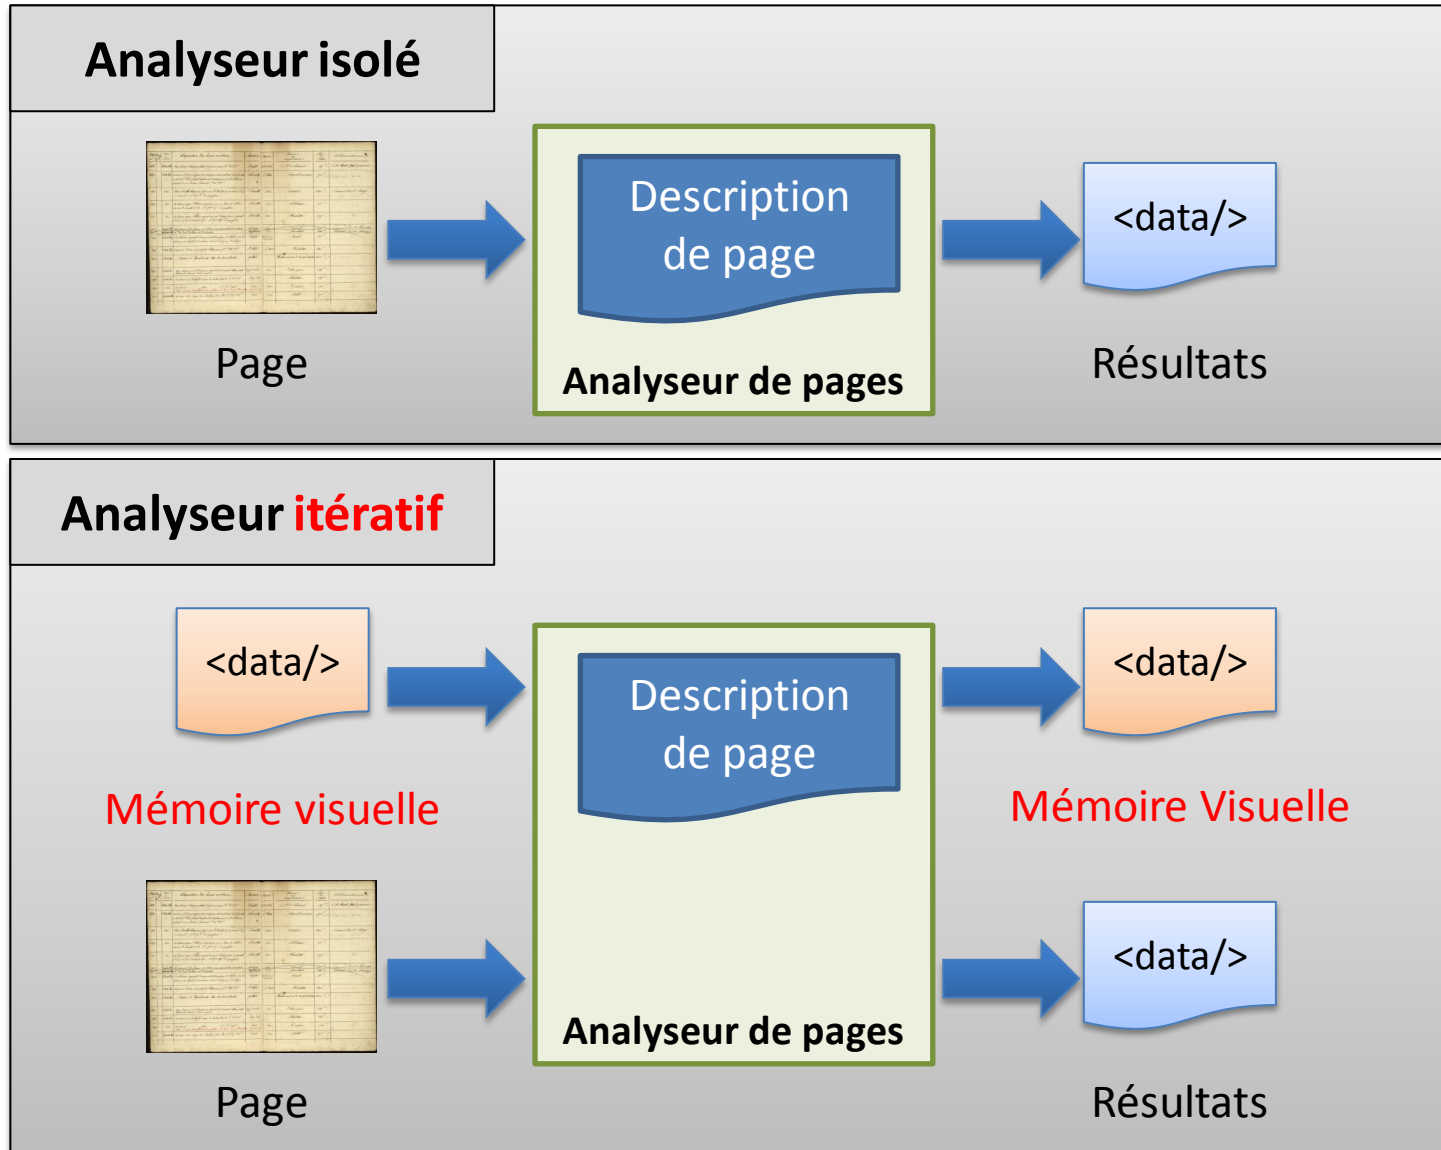 Analyseur isolé
Description
de page
<data/>
Page
Analyseur de pages
Résultats
Analyseur itératif
<data/>
Description
de page
<data/>
Mémoire visuelle
Mémoire Visuelle
<data/>
Analyseur de pages
Page
Résultats